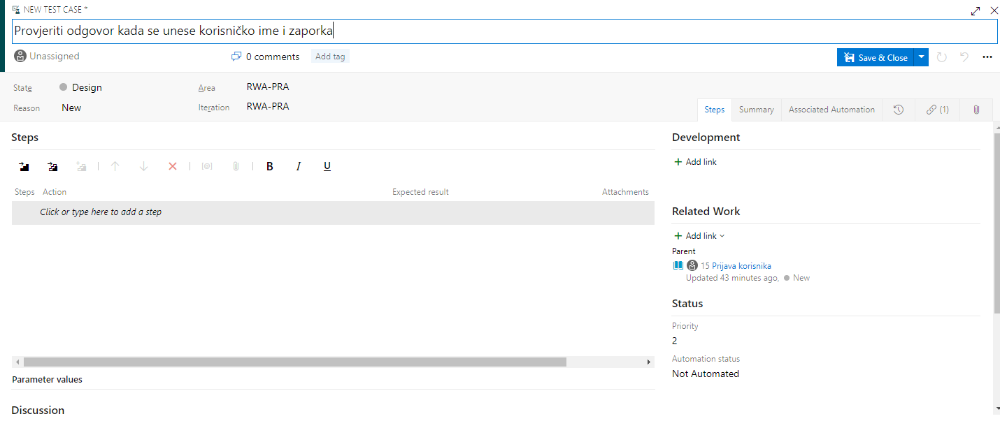 NEW TEST CASE *
Provjeriti odgovor kada se unese korisničko ime i zaporka
Unassigned
0 comments
Add tag
Save & Close
State
Design
Area
RWA-PRA
Reason
New
Iteration
RWA-PRA
Steps
Summary
Associated Automation
(1)
Steps
B I U
Steps Action Expected result Attachments
Click or type here to add a step
Parameter values
Discussion
Development
+ Add link
Related Work
+ Add link
Parent
15 Prijava korisnika
Updated 43 minutes ago, New
Status
Priority
2
Automation status
Not Automated